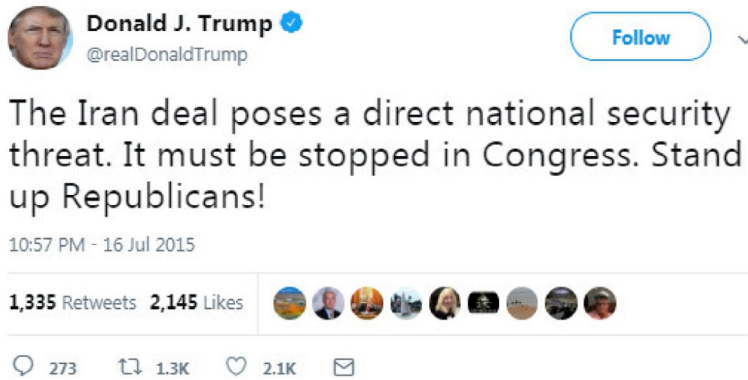 Donald J. Trump
@realDonaldTrump
Follow
The Iran deal poses a direct national security
threat. It must be stopped in Congress. Stand
up Republicans!
10:57 PM - 16 Jul 2015
1,335 Retweets 2,145 Likes
273 1.3K 2.1K